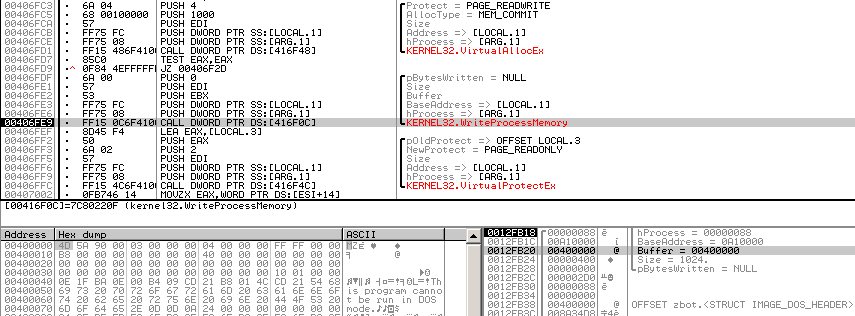 00406FC3 • 6A 04 PUSH 4 Protect = PAGE_READWRITE
00406FC5 • 68 00100000 PUSH 1000 AllocType = MEM_COMMIT
00406FCA • 57 PUSH EDI Size
00406FCB • FF75 FC PUSH DWORD PTR SS:[LOCAL.1] Address => [LOCAL.1]
00406FCE • FF75 08 PUSH DWORD PTR SS:[ARG.1] hProcess => [ARG.1]
00406FD1 • FF15 486F4100 CALL DWORD PTR DS:[416F48] KERNEL32.VirtualAllocEx
00406FD7 • 85C0 TEST EAX,EAX
00406FD9 •^ 0F84 4EFFFFFF JZ 00406F2D
00406FDF • 6A 00 PUSH 0 pBytesWritten = NULL
00406FE1 • 57 PUSH EDI Size
00406FE2 • 53 PUSH EBX Buffer
00406FE3 • FF75 FC PUSH DWORD PTR SS:[LOCAL.1] BaseAddress => [LOCAL.1]
00406FE6 • FF75 08 PUSH DWORD PTR SS:[ARG.1] hProcess => [ARG.1]
00406FE9 • FF15 0C6F4100 CALL DWORD PTR DS:[416F0C] KERNEL32.WriteProcessMemory
00406FEF • 8D45 F4 LEA EAX,[LOCAL.3]
00406FF2 • 50 PUSH EAX pOldProtect => OFFSET LOCAL.3
00406FF3 • 6A 02 PUSH 2 NewProtect = PAGE_READONLY
00406FF5 • 57 PUSH EDI Size
00406FF6 • FF75 FC PUSH DWORD PTR SS:[LOCAL.1] Address => [LOCAL.1]
00406FF9 • FF75 08 PUSH DWORD PTR SS:[ARG.1] hProcess => [ARG.1]
00406FFC • FF15 4C6F4100 CALL DWORD PTR DS:[416F4C] KERNEL32.VirtualProtectEx
00407002 • 0FB746 14 MOVZX EAX,WORD PTR DS:[ESI+14]
[00416F0C]=7C80220F (kernel32.WriteProcessMemory)
Address Hex dump ASCII
00400000 4D 5A 90 00 03 00 00 00 04 00 00 00 FF FF 00 00 MZÉ ♥ ♦
00400010 B8 00 00 00 00 00 00 00 40 00 00 00 00 00 00 00 ╕ @
00400020 00 00 00 00 00 00 00 00 00 00 00 00 00 00 00 00
00400030 00 00 00 00 00 00 00 00 00 00 00 00
00400040 0E 1F BA 0E 00 B4 09 CD 21 B8 01 4C CD 21 54 68
00400050 69 73 20 70 72 6F 67 72 61 6D 20 63 61 6E 6E 6F is program canno
00400060 74 20 62 65 20 72 75 6E 20 69 6E 20 44 4F 53 20 t be run in DOS
00400070 6D 6F 64 65 2E 0D 0D 0A 24 00 00 00 00 00 00 00 mode.
0012FB18 00000088 ê hProcess = 00000088
0012FB1C 00A10000 í BaseAddress = 0A10000
0012FB20 00400000 @ Buffer = 00400000
0012FB24 00000400 ♦ Size = 1024.
0012FB28 00000000 pBytesWritten = NULL
0012FB2C
0012FB30 00000088 ê
0012FB34 00000000
0012FB38 00400000 @ OFFSET zbot.<STRUCT IMAGE_DOS_HEADER>
0012FB3C